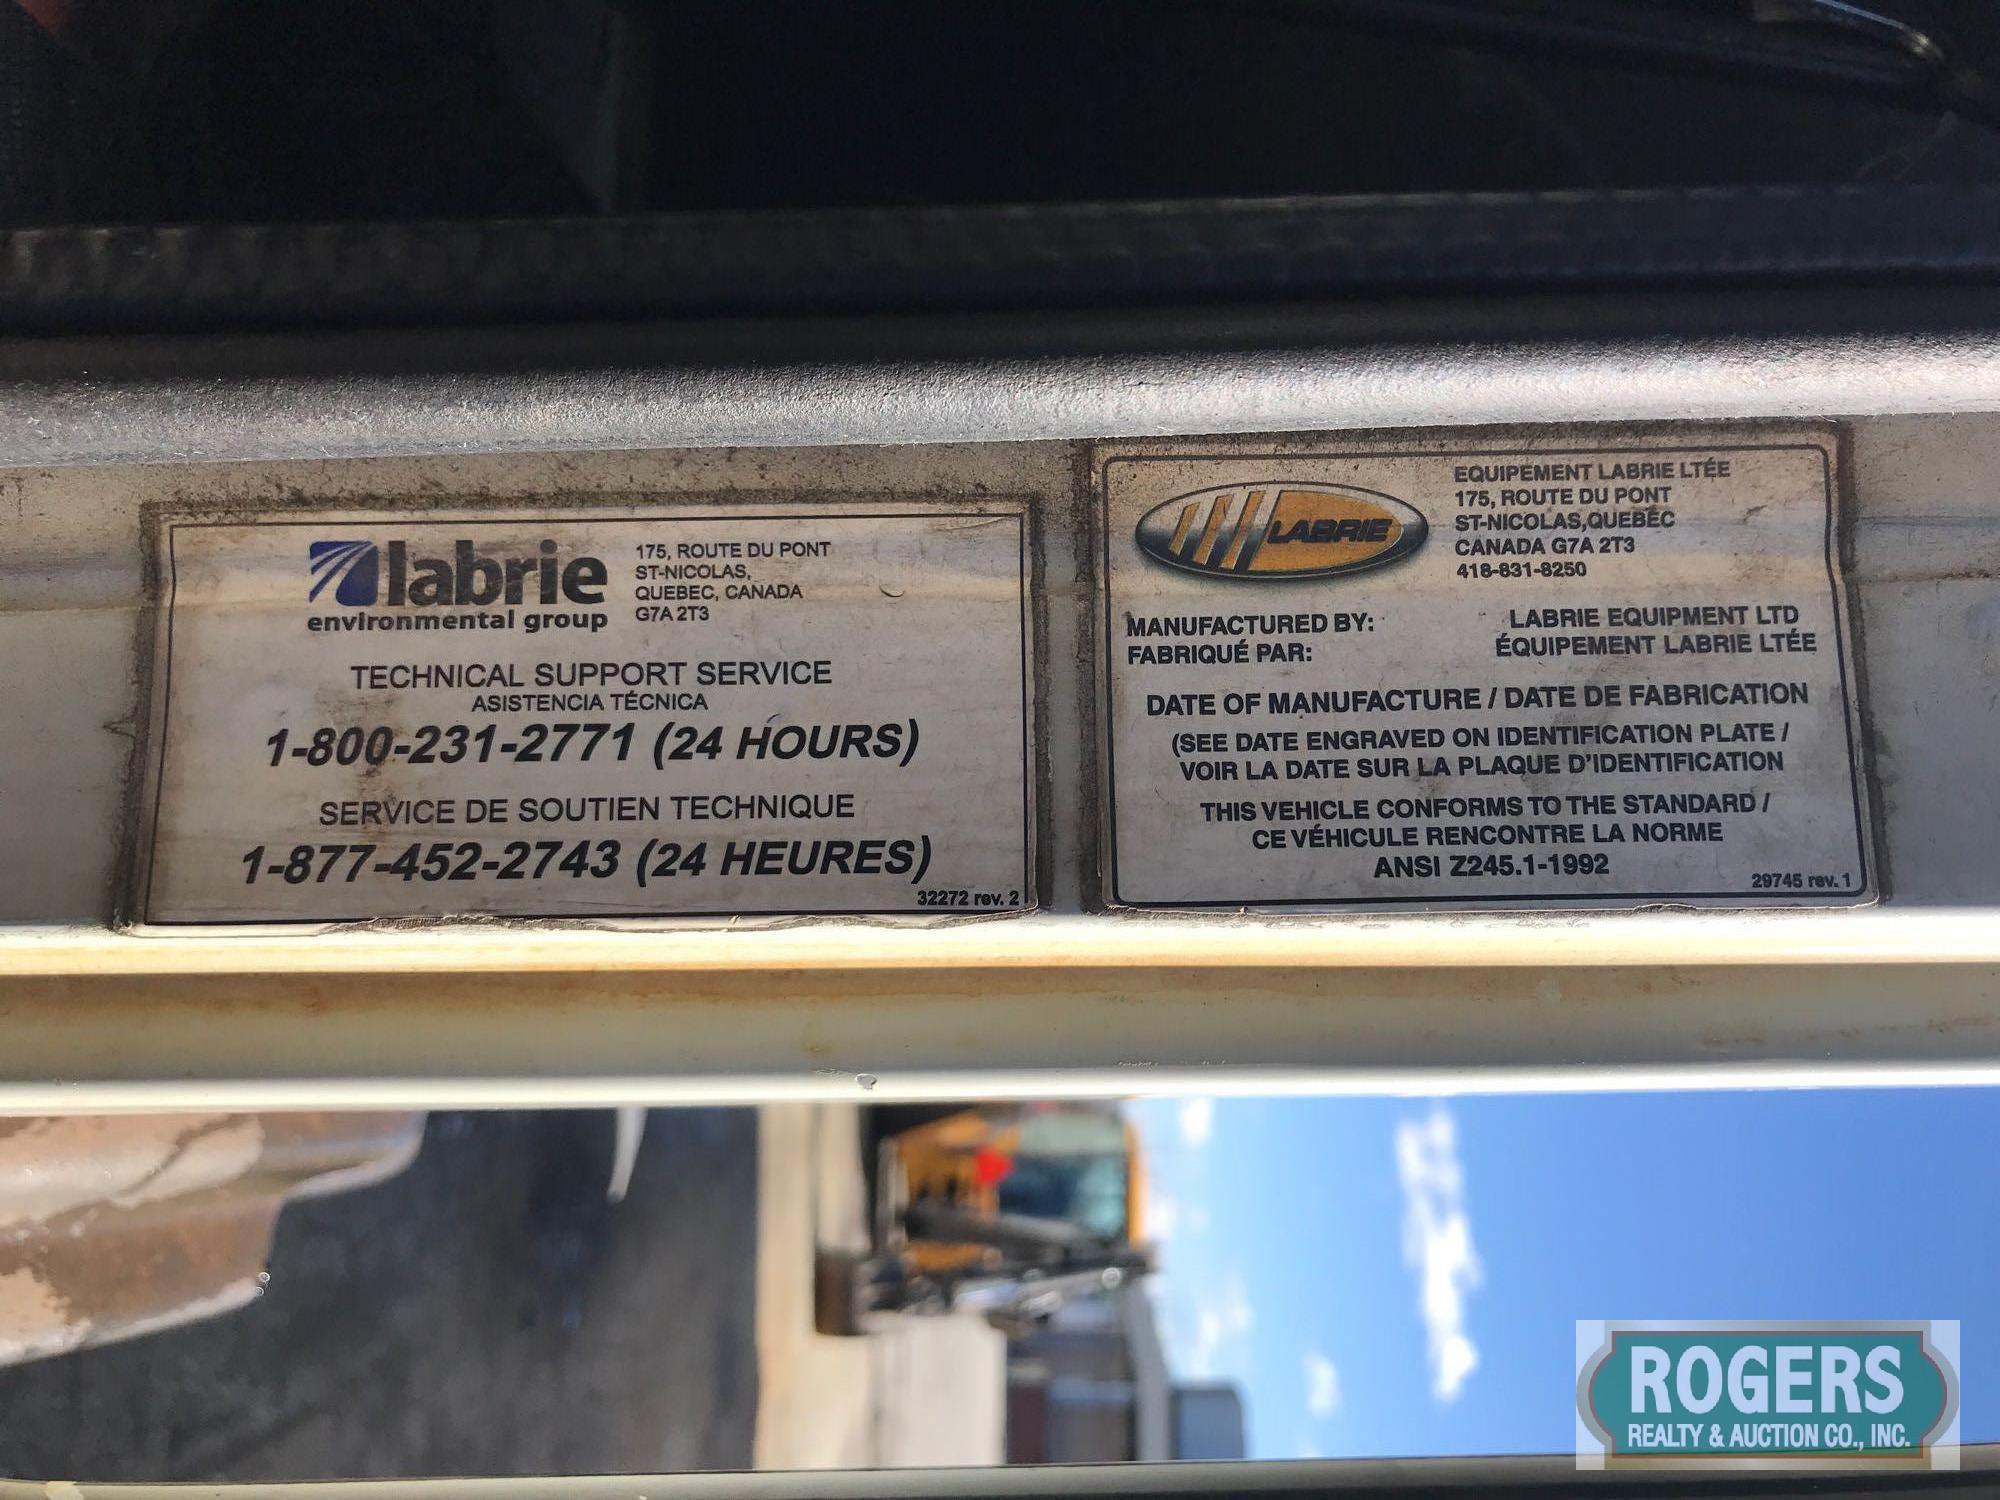 labrie
environmental group
175, ROUTE DU PONT
ST-NICOLAS,
QUEBEC, CANADA
G7A 2T3
TECHNICAL SUPPORT SERVICE
ASISTENCIA TÉCNICA
1-800-231-2771 (24 HOURS)
SERVICE DE SOUTIEN TECHNIQUE
1-877-452-2743 (24 HEURES)
32272 rev. 2
LABRIE
EQUIPEMENT LABRIE LTÉE
175, ROUTE DU PONT
ST-NICOLAS,QUEBÉC
CANADA G7A 2T3
418-831-8250
MANUFACTURED BY: LABRIE EQUIPMENT LTD
FABRIQUÉ PAR: ÉQUIPEMENT LABRIE LTÉE
DATE OF MANUFACTURE / DATE DE FABRICATION
(SEE DATE ENGRAVED ON IDENTIFICATION PLATE /
VOIR LA DATE SUR LA PLAQUE D'IDENTIFICATION
THIS VEHICLE CONFORMS TO THE STANDARD /
CE VÉHICULE RENCONTRE LA NORME
ANSI Z245.1-1992
29745 rev. 1
ROGERS
REALTY & AUCTION CO., INC.